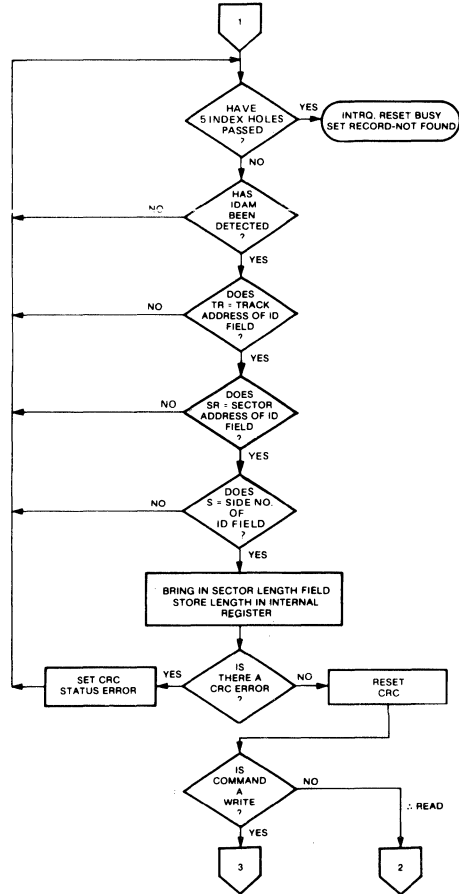 1
HAVE
5 INDEX HOLES
PASSED
?
YES
INTRQ. RESET BUSY
SET RECORD-NOT FOUND
NO
HAS
IDAM
BEEN
DETECTED
?
NO
YES
DOES
TR = TRACK
ADDRESS OF ID
FIELD
?
NO
YES
DOES
SR = SECTOR
ADDRESS OF ID
FIELD
?
NO
YES
DOES
S = SIDE NO.
OF
ID FIELD
?
NO
YES
BRING IN SECTOR LENGTH FIELD
STORE LENGTH IN INTERNAL
REGISTER
SET CRC
STATUS ERROR
YES
IS
THERE A
CRC ERROR
?
NO
RESET
CRC
IS
COMMAND
A
WRITE
?
NO
∴ READ
YES
3
2